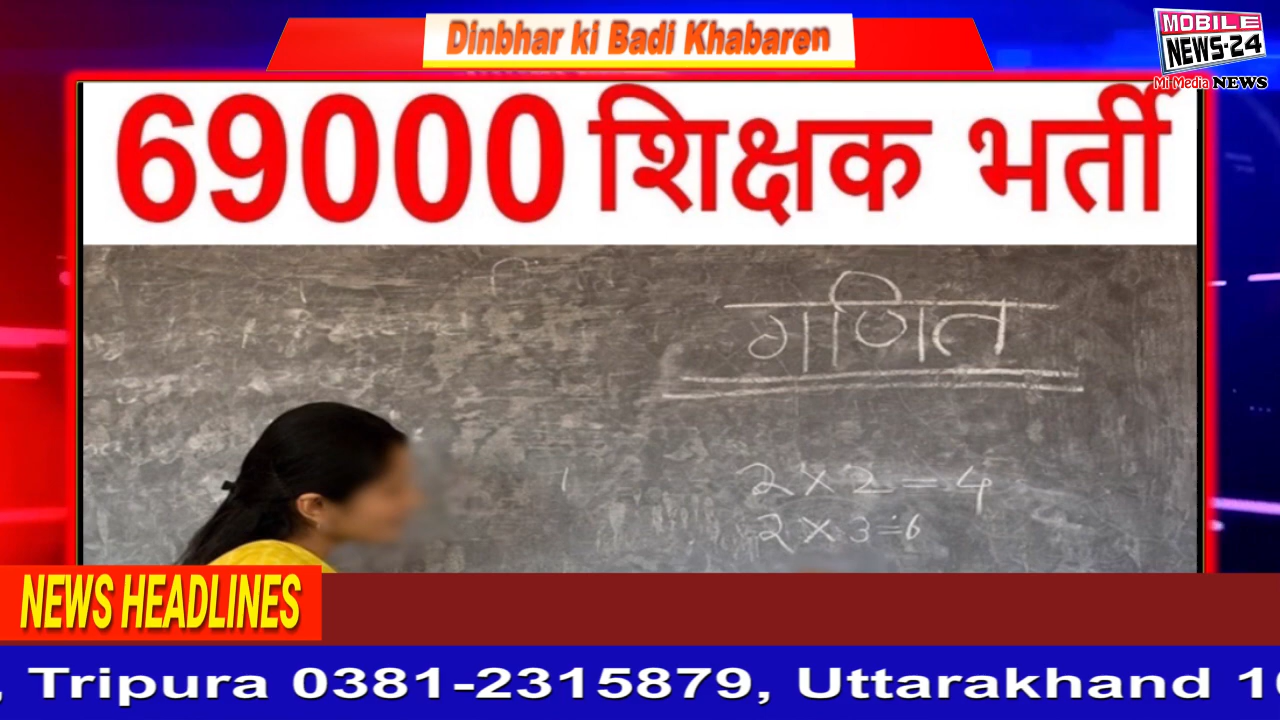 Dinbhar ki Badi Khabaren
MOBILE
NEWS-24
Mi Media NEWS
69000 शिक्षक भर्ती
गणित
2 × 2 = 4
2 × 3 = 6
NEWS HEADLINES
, Tripura 0381-2315879, Uttarakhand 1